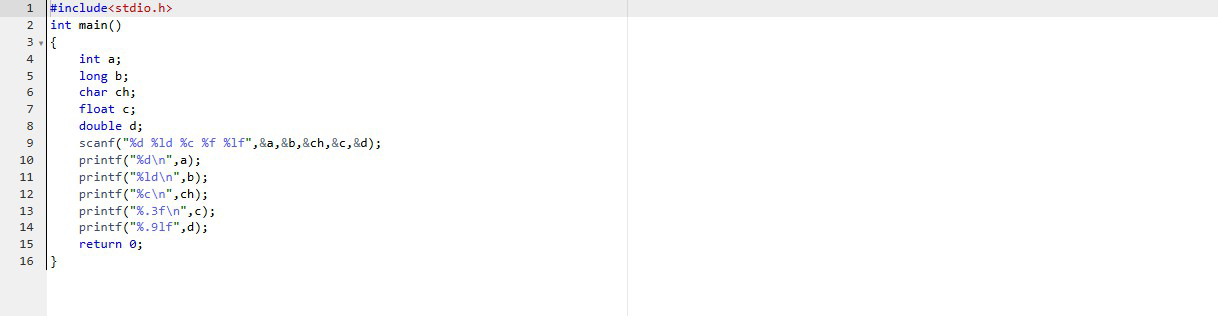 1 #include<stdio.h>
2 int main()
3 {
4     int a;
5     long b;
6     char ch;
7     float c;
8     double d;
9     scanf("%d %ld %c %f %lf",&a,&b,&ch,&c,&d);
10     printf("%d\n",a);
11     printf("%ld\n",b);
12     printf("%c\n",ch);
13     printf("%.3f\n",c);
14     printf("%.9lf",d);
15     return 0;
16 }